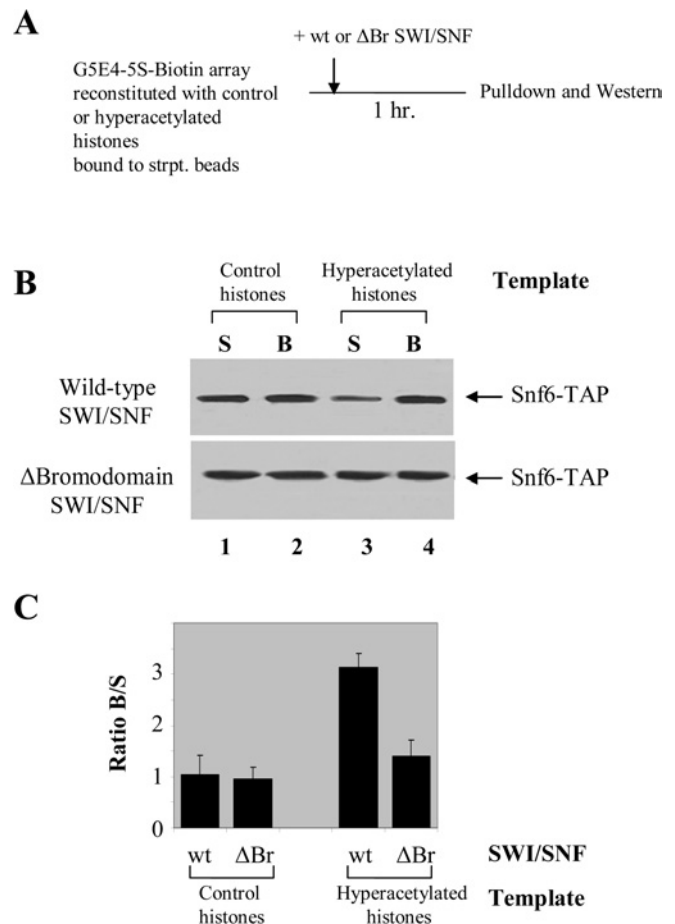 A
+ wt or ΔBr SWI/SNF
G5E4-5S-Biotin array
reconstituted with control
or hyperacetylated
histones
bound to strpt. beads
1 hr.
Pulldown and Western
B
Control
histones
Hyperacetylated
histones
Template
S B S B
Wild-type
SWI/SNF
Snf6-TAP
ΔBromodomain
SWI/SNF
Snf6-TAP
1 2 3 4
C
Ratio B/S
3
2
1
0
wt ΔBr wt ΔBr SWI/SNF
Control
histones
Hyperacetylated
histones
Template